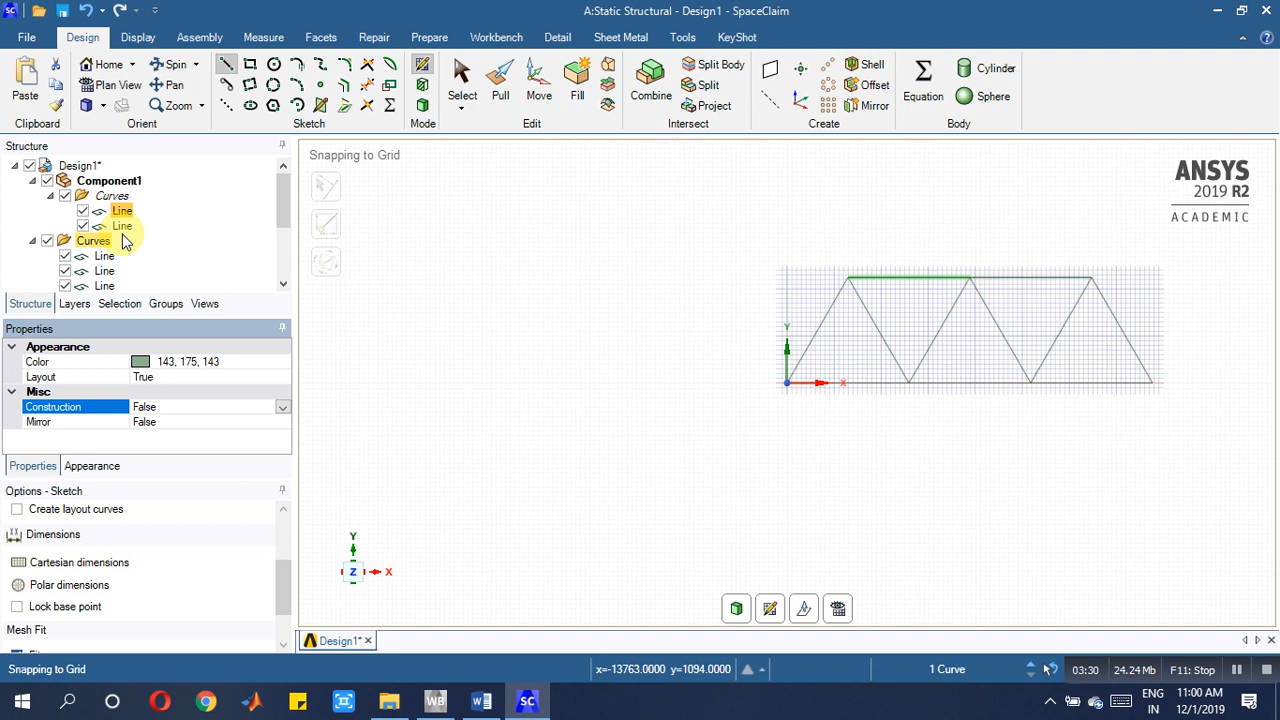 SC
A:Static Structural - Design1 - SpaceClaim
File Design Display Assembly Measure Facets Repair Prepare Workbench Detail Sheet Metal Tools KeyShot
Home Spin Shell Cylinder
Split Body
Paste Plan View Pan Select Pull Move Fill Combine Split Offset Equation Sphere
Zoom Project Mirror
Clipboard Orient Sketch Mode Edit Intersect Create Body
Structure
Design1*
Component1
Curves
Line
Line
Curves
Line
Line
Line
Structure Layers Selection Groups Views
Properties
Appearance
Color 143, 175, 143
Layout True
Misc
Construction False
Mirror False
Properties Appearance
Options - Sketch
Create layout curves
Dimensions
Cartesian dimensions
Polar dimensions
Lock base point
Mesh Fit
Snapping to Grid
ANSYS
2019 R2
ACADEMIC
Y
X
Y
Z X
Design1*
Snapping to Grid x=-13763.0000 y=1094.0000 1 Curve 03:30 24.24 Mb F11: Stop
WB SC
ENG 11:00 AM
IN 12/1/2019